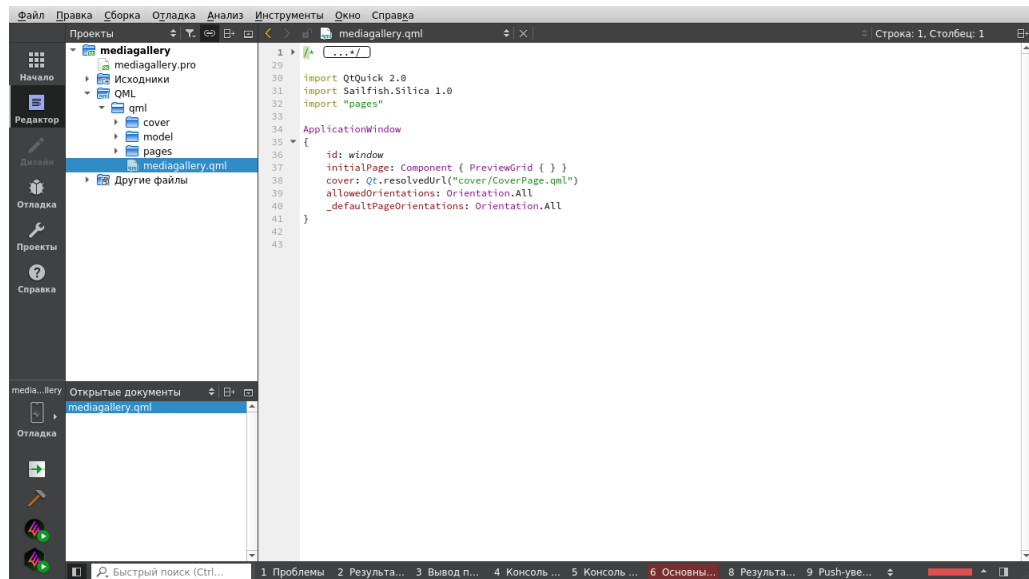 Файл Правка Сборка Отладка Анализ Инструменты Окно Справка
Проекты
mediagallery.qml
Строка: 1, Столбец: 1
Начало
Редактор
Дизайн
Отладка
Проекты
Справка
mediagallery
mediagallery.pro
Исходники
QML
qml
cover
model
pages
mediagallery.qml
Другие файлы
1 /* ...*/
29
30 import QtQuick 2.0
31 import Sailfish.Silica 1.0
32 import "pages"
33
34 ApplicationWindow
35 {
36 id: window
37 initialPage: Component { PreviewGrid { } }
38 cover: Qt.resolvedUrl("cover/CoverPage.qml")
39 allowedOrientations: Orientation.All
40 _defaultPageOrientations: Orientation.All
41 }
42
43
media...llery
Отладка
Открытые документы
mediagallery.qml
Быстрый поиск (Ctrl...
1 Проблемы 2 Результа... 3 Вывод п... 4 Консоль ... 5 Консоль ... 6 Основны... 8 Результа... 9 Push-уве...